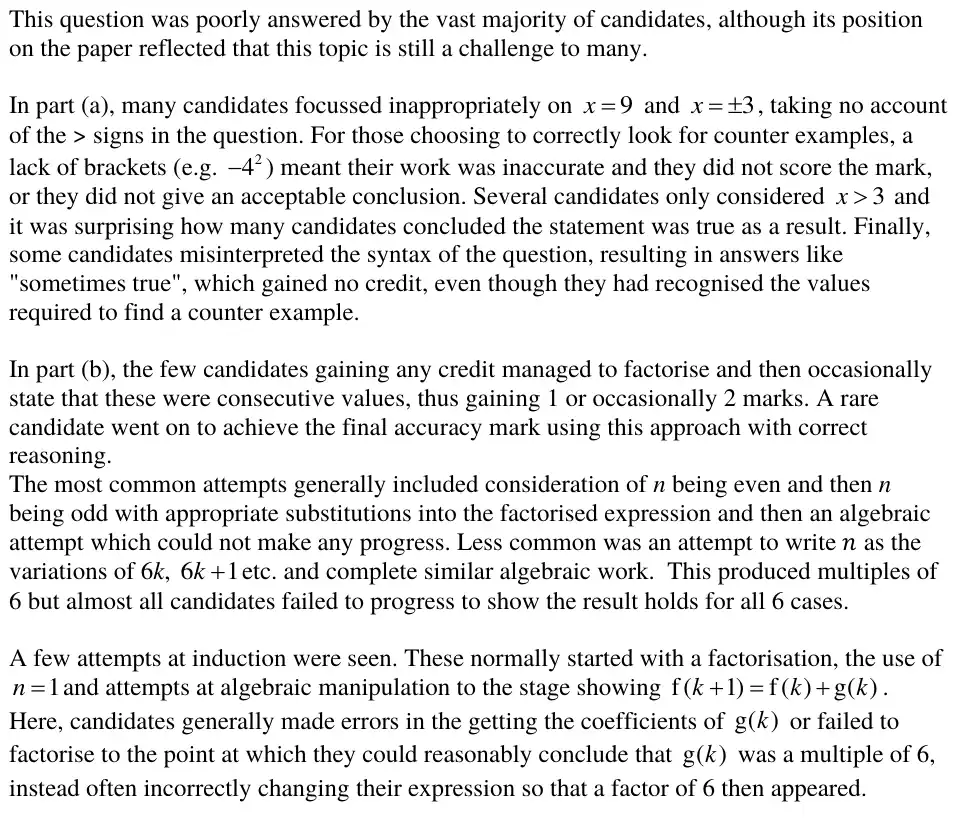 This question was poorly answered by the vast majority of candidates, although its position
on the paper reflected that this topic is still a challenge to many.
In part (a), many candidates focussed inappropriately on x = 9 and x = ±3, taking no account
of the > signs in the question. For those choosing to correctly look for counter examples, a
lack of brackets (e.g. −4²) meant their work was inaccurate and they did not score the mark,
or they did not give an acceptable conclusion. Several candidates only considered x > 3 and
it was surprising how many candidates concluded the statement was true as a result. Finally,
some candidates misinterpreted the syntax of the question, resulting in answers like
"sometimes true", which gained no credit, even though they had recognised the values
required to find a counter example.
In part (b), the few candidates gaining any credit managed to factorise and then occasionally
state that these were consecutive values, thus gaining 1 or occasionally 2 marks. A rare
candidate went on to achieve the final accuracy mark using this approach with correct
reasoning.
The most common attempts generally included consideration of n being even and then n
being odd with appropriate substitutions into the factorised expression and then an algebraic
attempt which could not make any progress. Less common was an attempt to write n as the
variations of 6k, 6k + 1 etc. and complete similar algebraic work. This produced multiples of
6 but almost all candidates failed to progress to show the result holds for all 6 cases.
A few attempts at induction were seen. These normally started with a factorisation, the use of
n = 1 and attempts at algebraic manipulation to the stage showing f(k + 1) = f(k) + g(k).
Here, candidates generally made errors in the getting the coefficients of g(k) or failed to
factorise to the point at which they could reasonably conclude that g(k) was a multiple of 6,
instead often incorrectly changing their expression so that a factor of 6 then appeared.